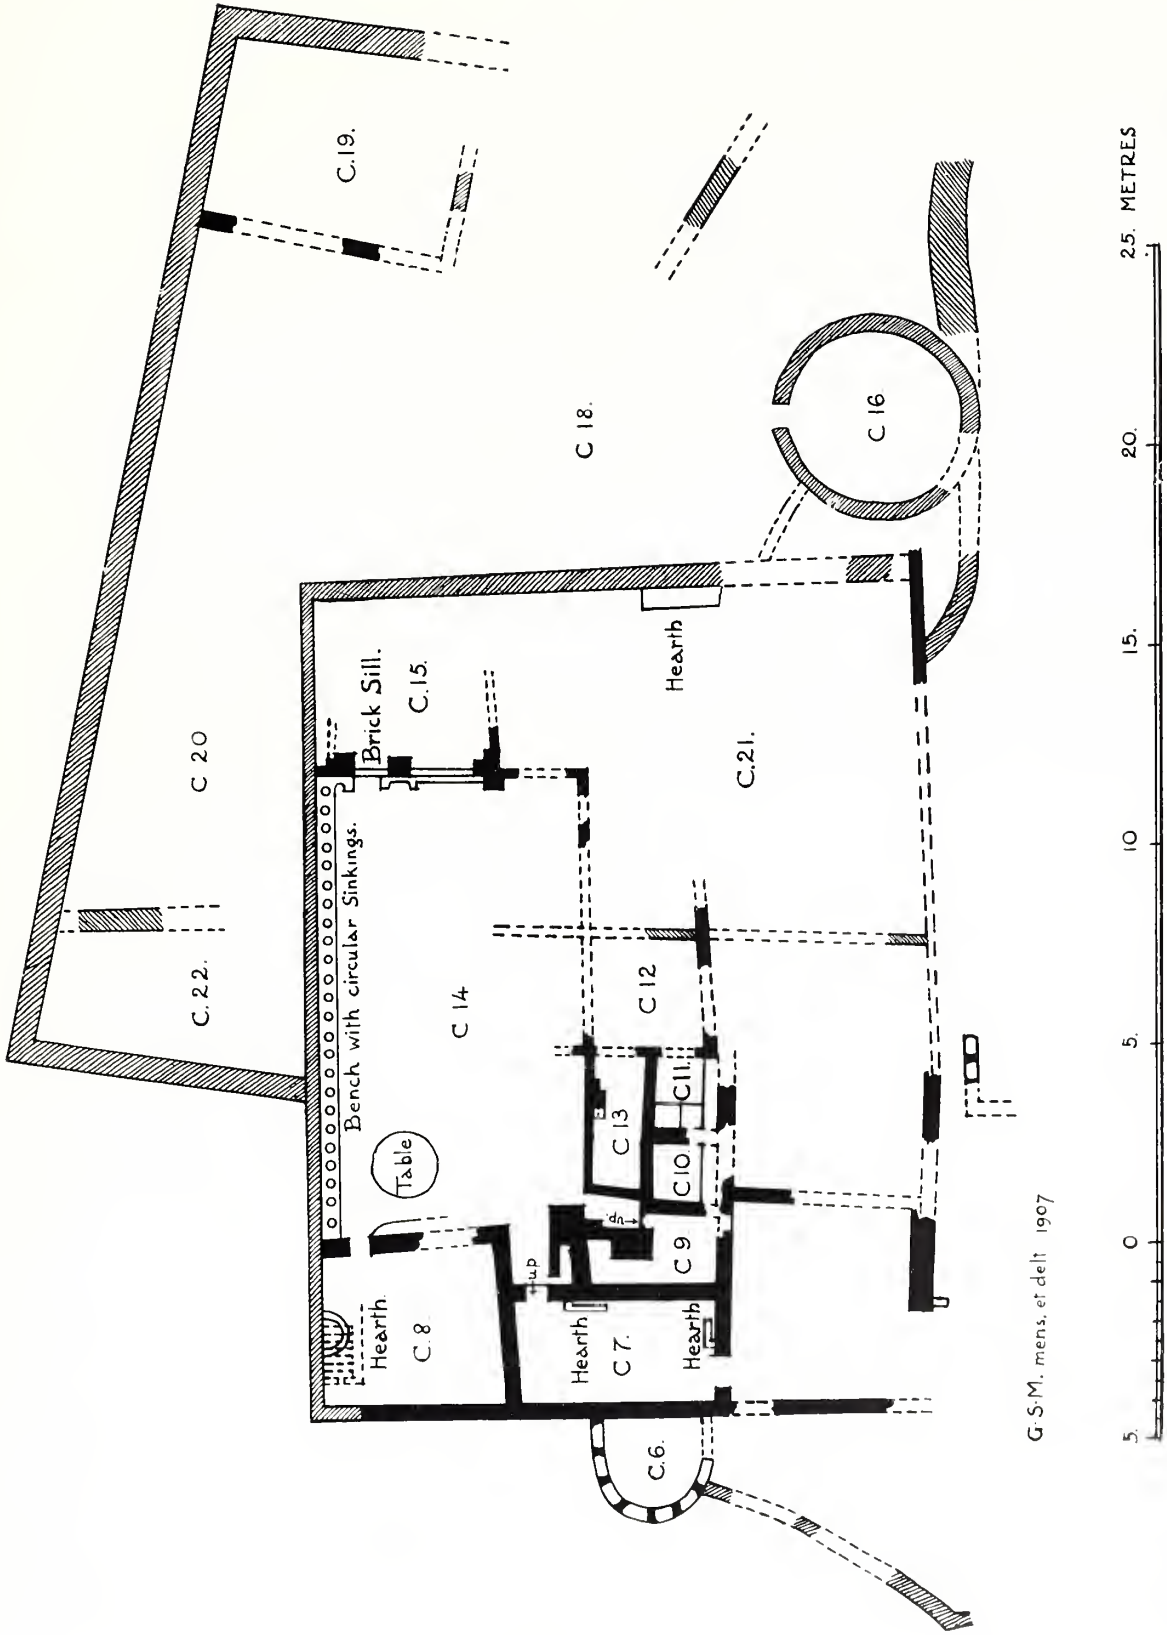 C.19.
C 18.
C 16.
C 20
C.22.
Brick Sill.
C.15.
Hearth
C.21.
Bench with circular Sinkings.
C 14
Table
C 12
C 13
C 11.
C 10.
C 9
dn
up
Hearth.
C.8.
Hearth
C 7.
Hearth
C.6.
G.S.M. mens, et delt 1907
5. 0 5. 10 15. 20. 25. METRES